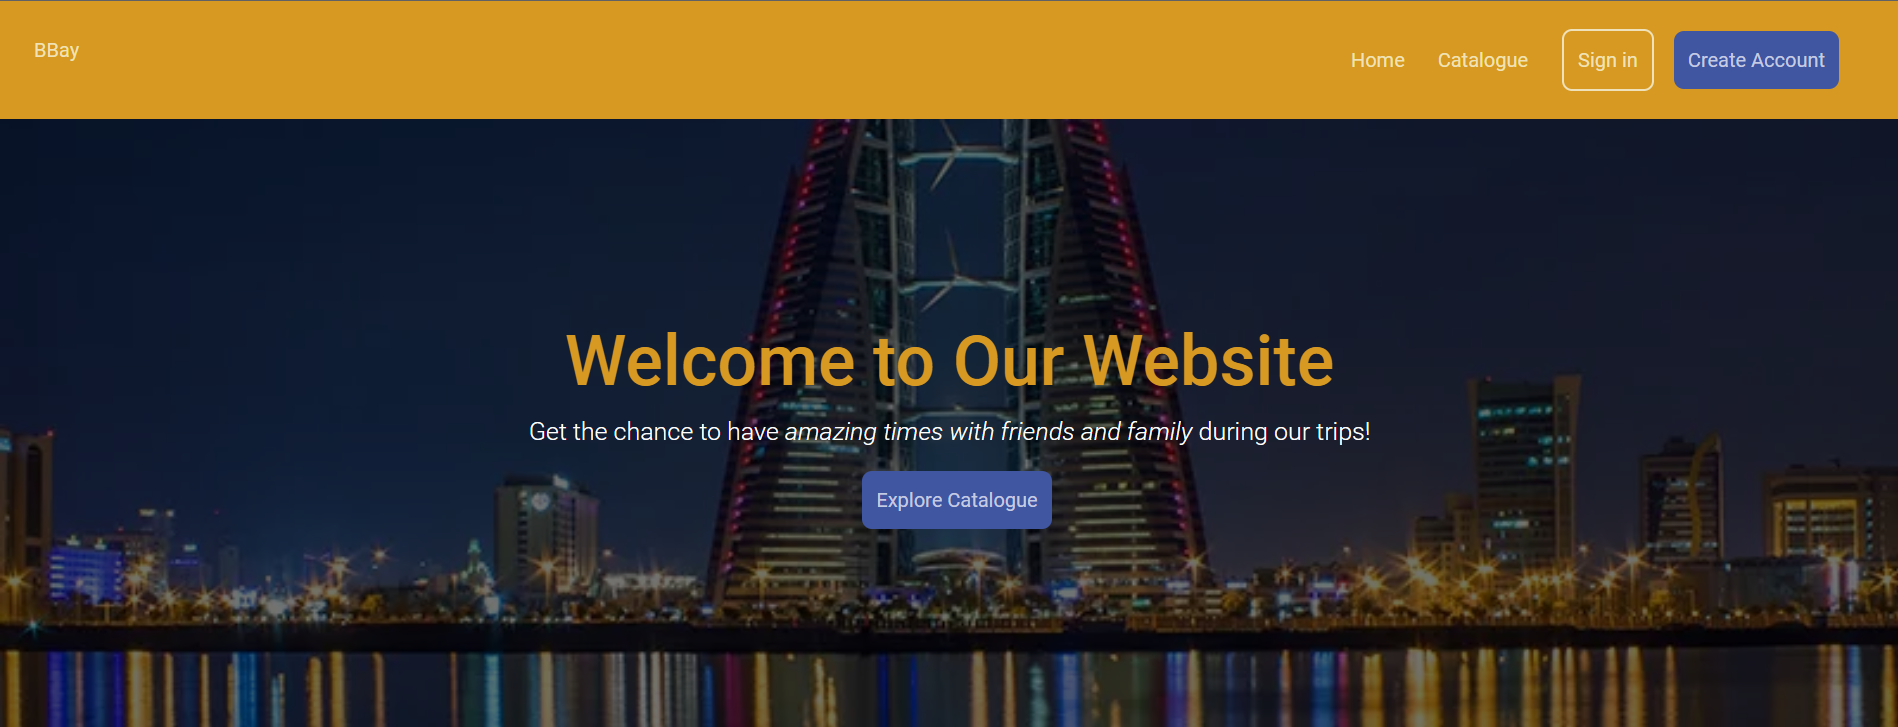 BBay
Home Catalogue Sign in Create Account
Welcome to Our Website
Get the chance to have amazing times with friends and family during our trips!
Explore Catalogue